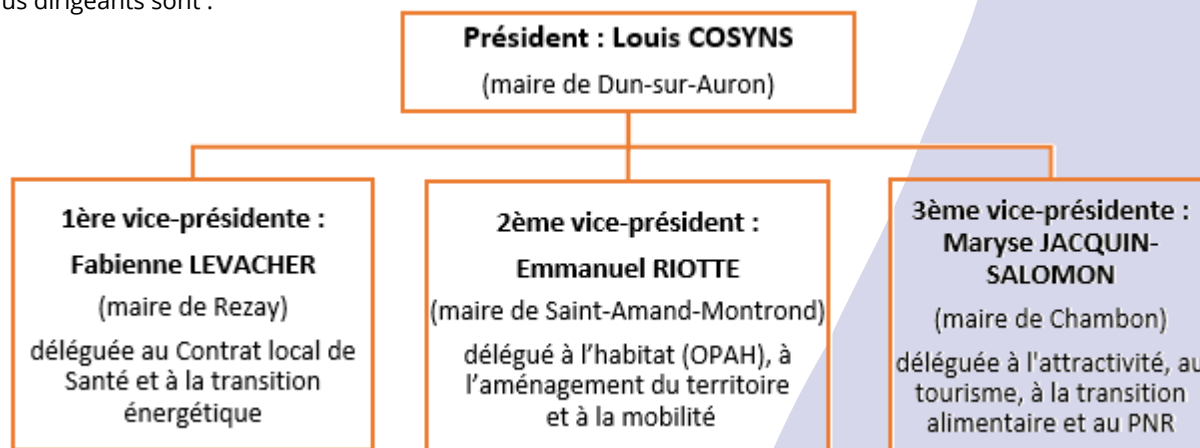 dirigeants sont :
Président : Louis COSYNS
(maire de Dun-sur-Auron)
1ère vice-présidente :
Fabienne LEVACHER
(maire de Rezay)
déléguée au Contrat local de
Santé et à la transition
énergétique
2ème vice-président :
Emmanuel RIOTTE
(maire de Saint-Amand-Montrond)
délégué à l'habitat (OPAH), à
l'aménagement du territoire
et à la mobilité
3ème vice-présidente :
Maryse JACQUIN-
SALOMON
(maire de Chambon)
déléguée à l'attractivité, au
tourisme, à la transition
alimentaire et au PNR